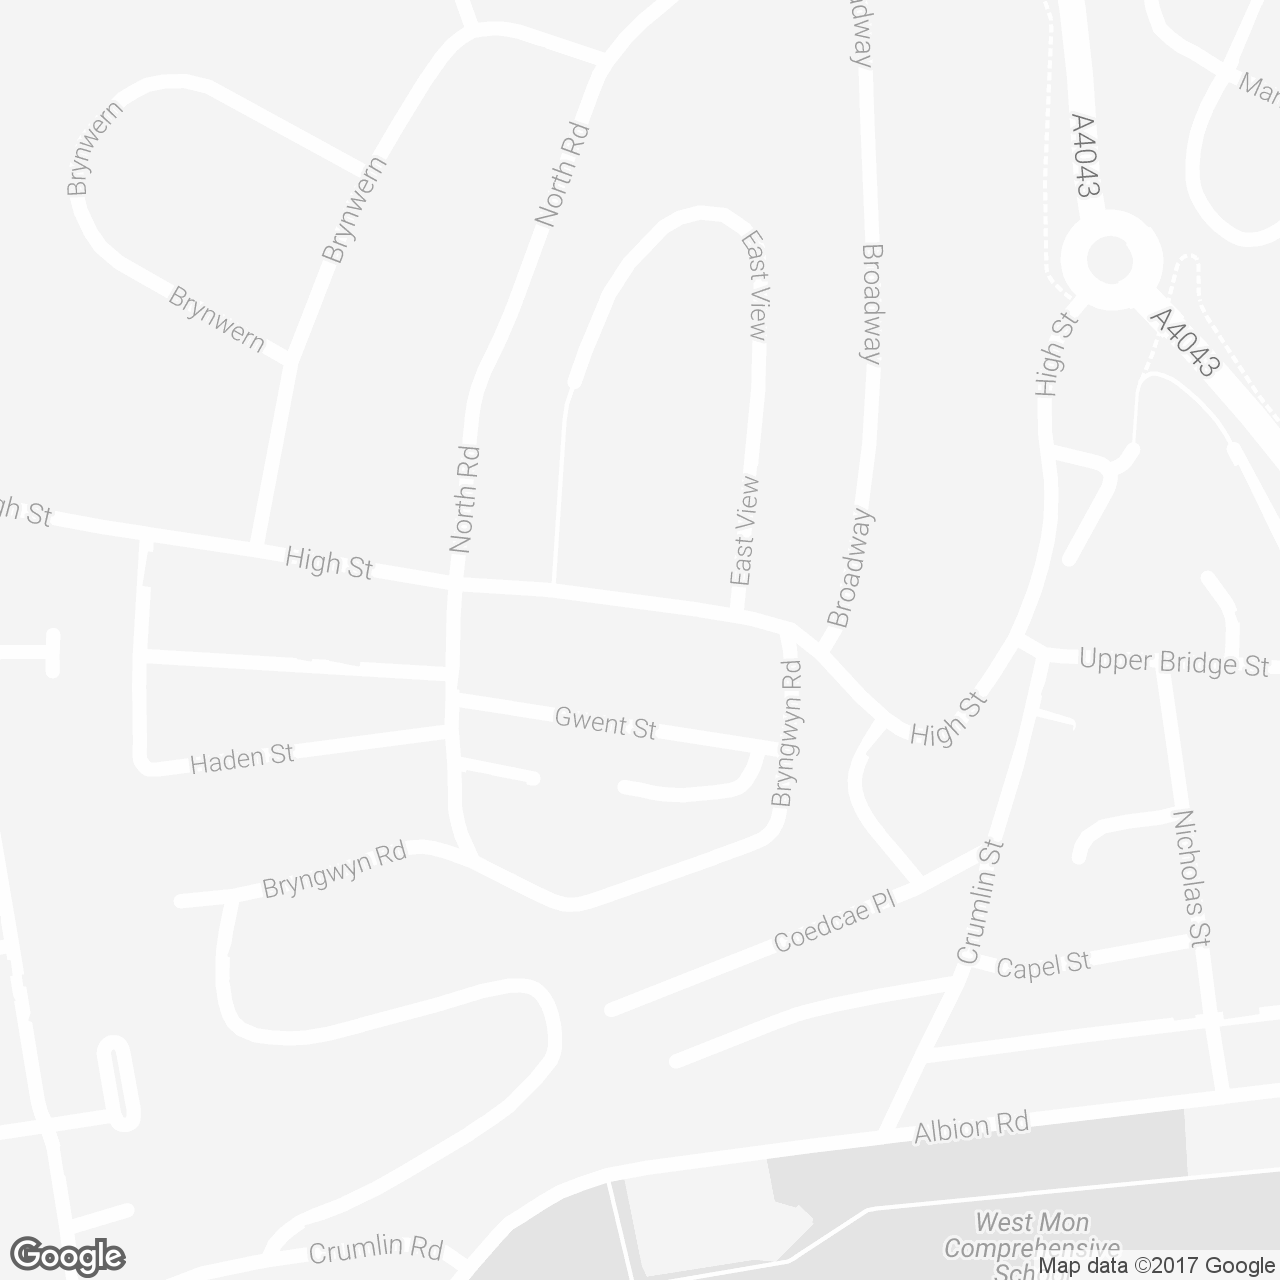 adway
A4043
Brynwern
Brynwern
North Rd
Brynwern
East View
Broadway
High St
A4043
gh St
High St
North Rd
East View
Broadway
Upper Bridge St
Gwent St
Haden St
Bryngwyn Rd
High St
Bryngwyn Rd
Coedcae Pl
Crumlin St
Nicholas St
Capel St
Albion Rd
Crumlin Rd
West Mon
Comprehensive
School
Google
Map data ©2017 Google